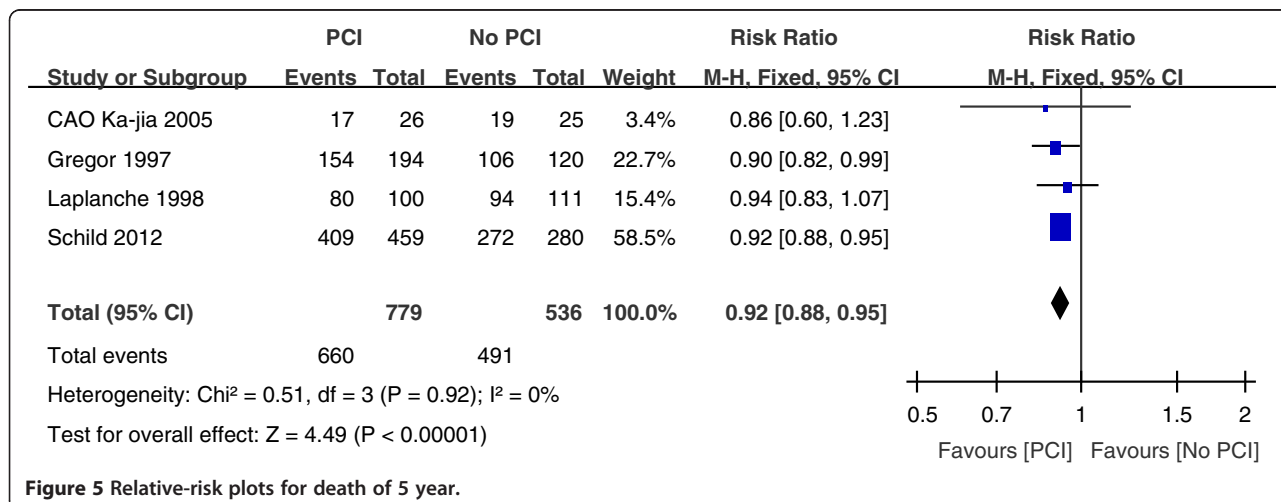 PCI No PCI Risk Ratio Risk Ratio
Study or Subgroup Events Total Events Total Weight M-H, Fixed, 95% CI M-H, Fixed, 95% CI
CAO Ka-jia 2005 17 26 19 25 3.4% 0.86 [0.60, 1.23]
Gregor 1997 154 194 106 120 22.7% 0.90 [0.82, 0.99]
Laplanche 1998 80 100 94 111 15.4% 0.94 [0.83, 1.07]
Schild 2012 409 459 272 280 58.5% 0.92 [0.88, 0.95]
Total (95% CI) 779 536 100.0% 0.92 [0.88, 0.95]
Total events 660 491
Heterogeneity: Chi² = 0.51, df = 3 (P = 0.92); I² = 0%
Test for overall effect: Z = 4.49 (P < 0.00001)
0.5 0.7 1 1.5 2
Favours [PCI] Favours [No PCI]
Figure 5 Relative-risk plots for death of 5 year.